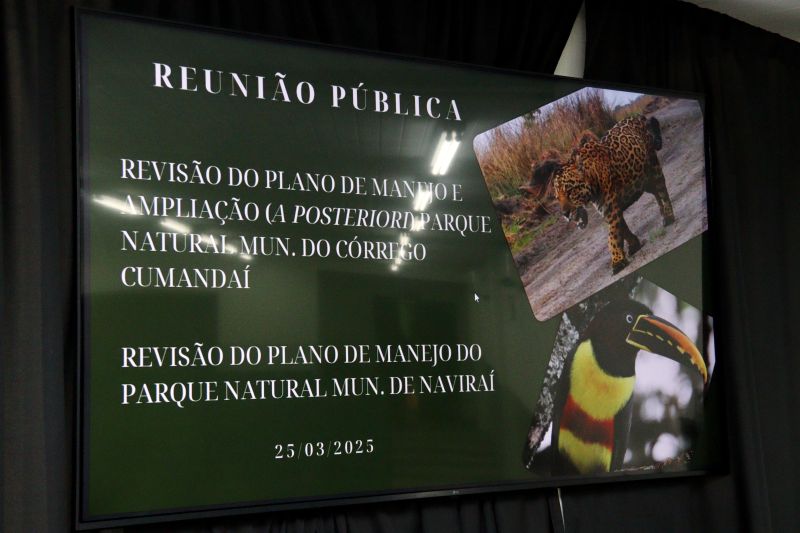 REUNIÃO PÚBLICA
REVISÃO DO PLANO DE MANEJO E
AMPLIAÇÃO (A POSTERIORI) PARQUE
NATURAL MUN. DO CÓRREGO
CUMANDAÍ
REVISÃO DO PLANO DE MANEJO DO
PARQUE NATURAL MUN. DE NAVIRAÍ
25/03/2025
LG